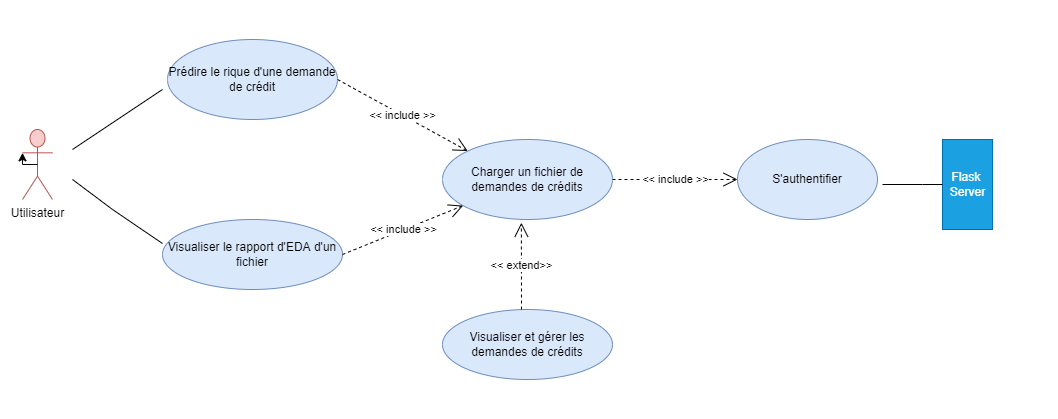 Prédire le rique d'une demande
de crédit
<< include >>
Utilisateur
Charger un fichier de
demandes de crédits
<< include >>
S'authentifier
Flask
Server
Visualiser le rapport d'EDA d'un
fichier
<< include >>
<< extend>>
Visualiser et gérer les
demandes de crédits